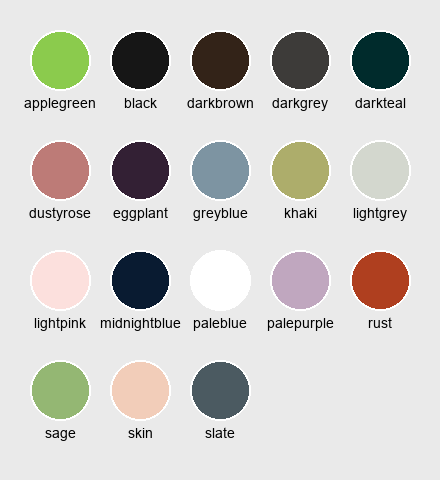 applegreen black darkbrown darkgrey darkteal
dustyrose eggplant greyblue khaki lightgrey
lightpink midnightblue paleblue palepurple rust
sage skin slate